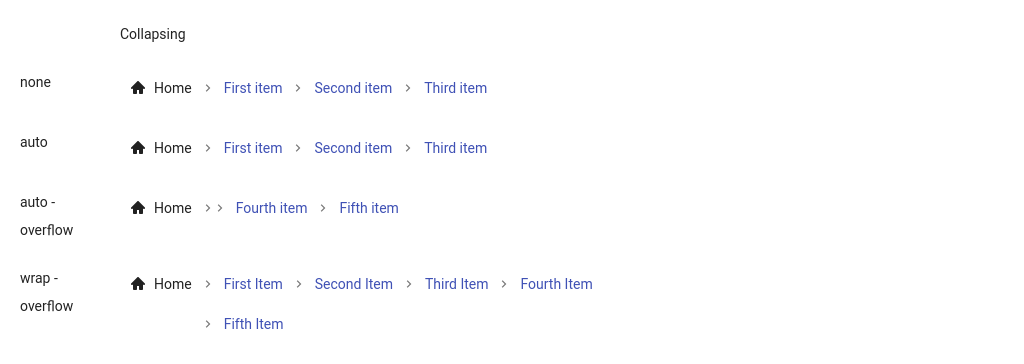 Collapsing
none Home › First item › Second item › Third item
auto Home › First item › Second item › Third item
auto - Home › › Fourth item › Fifth item
overflow
wrap - Home › First Item › Second Item › Third Item › Fourth Item
overflow
› Fifth Item